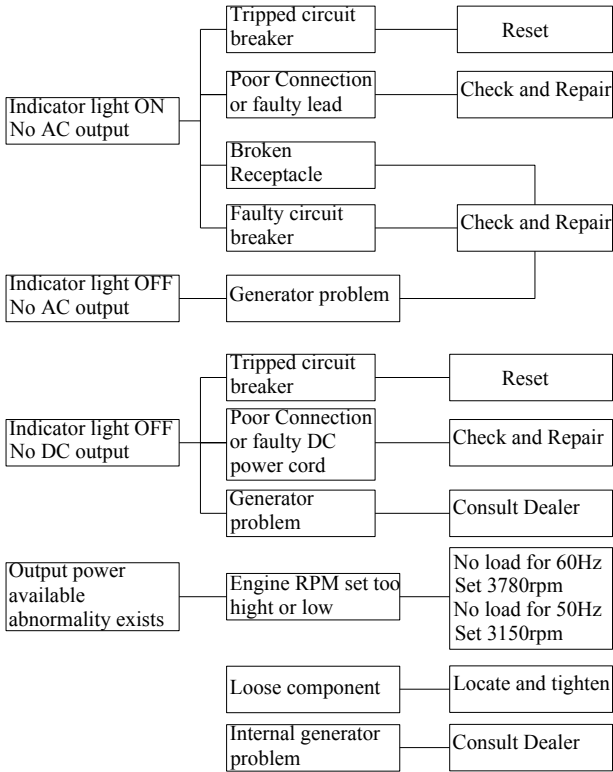 Indicator light ON
No AC output
Tripped circuit
breaker
Reset
Poor Connection
or faulty lead
Check and Repair
Broken
Receptacle
Faulty circuit
breaker
Check and Repair
Indicator light OFF
No AC output
Generator problem
Indicator light OFF
No DC output
Tripped circuit
breaker
Reset
Poor Connection
or faulty DC
power cord
Check and Repair
Generator
problem
Consult Dealer
Output power
available
abnormality exists
Engine RPM set too
hight or low
No load for 60Hz
Set 3780rpm
No load for 50Hz
Set 3150rpm
Loose component
Locate and tighten
Internal generator
problem
Consult Dealer